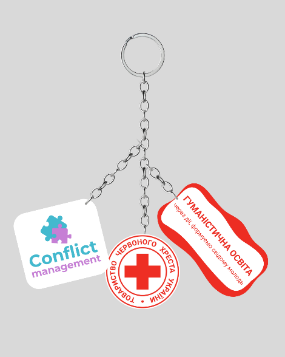 Conflict
management
ТОВАРИСТВО ЧЕРВОНОГО ХРЕСТА УКРАЇНИ
ГУМАНІСТИЧНА ОСВІТА